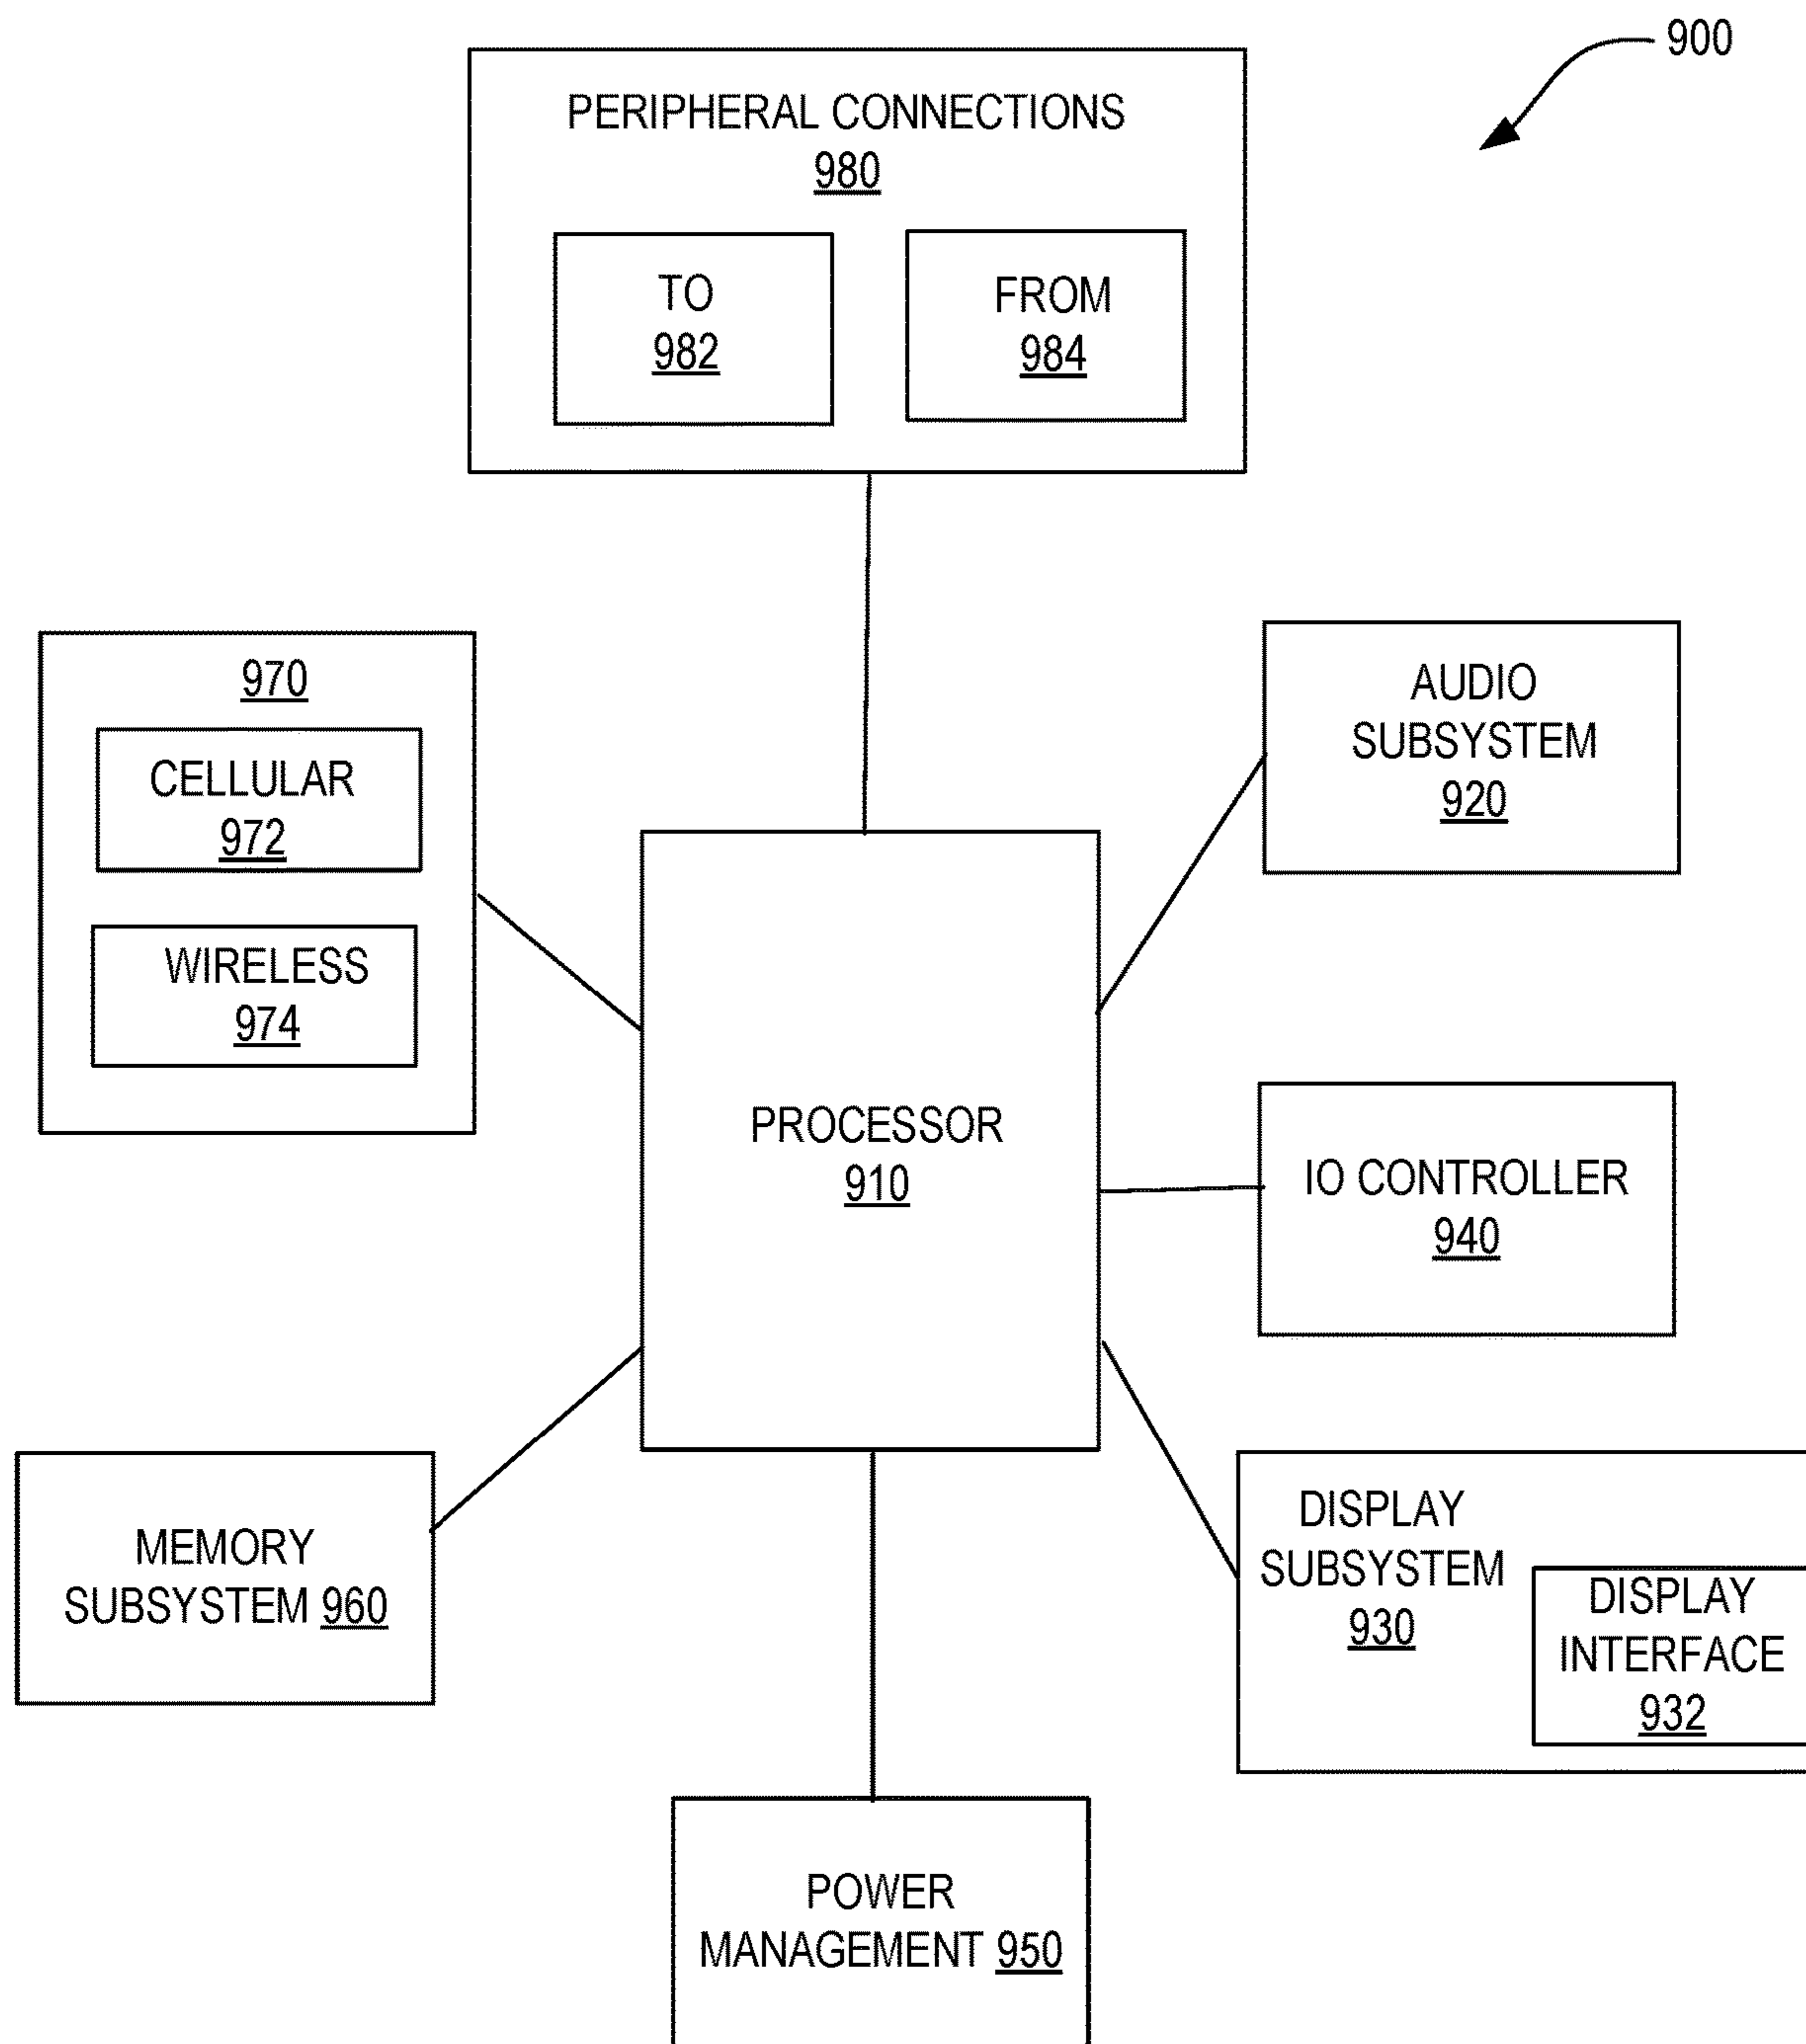 900
PERIPHERAL CONNECTIONS
980
TO
982
FROM
984
970
CELLULAR
972
WIRELESS
974
AUDIO
SUBSYSTEM
920
PROCESSOR
910
IO CONTROLLER
940
MEMORY
SUBSYSTEM 960
DISPLAY
SUBSYSTEM
930
DISPLAY
INTERFACE
932
POWER
MANAGEMENT 950